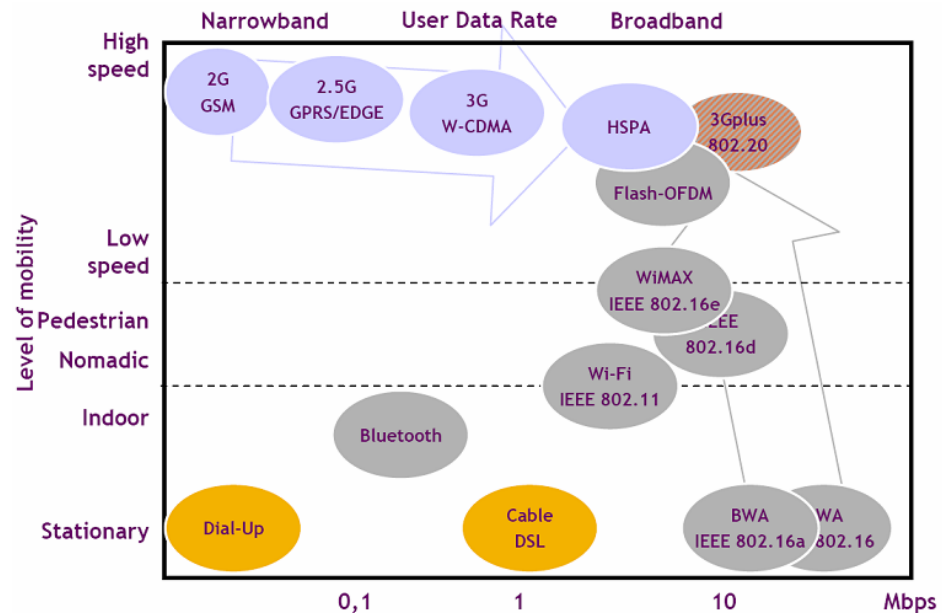 Narrowband User Data Rate Broadband
High
speed
2G
GSM
2.5G
GPRS/EDGE
3G
W-CDMA
HSPA
3Gplus
802.20
Flash-OFDM
Level of mobility
Low
speed
WiMAX
IEEE 802.16e
Pedestrian
EEE
802.16d
Nomadic
Wi-Fi
IEEE 802.11
Indoor
Bluetooth
Stationary
Dial-Up
Cable
DSL
BWA
IEEE 802.16a
WA
802.16
0,1 1 10 Mbps